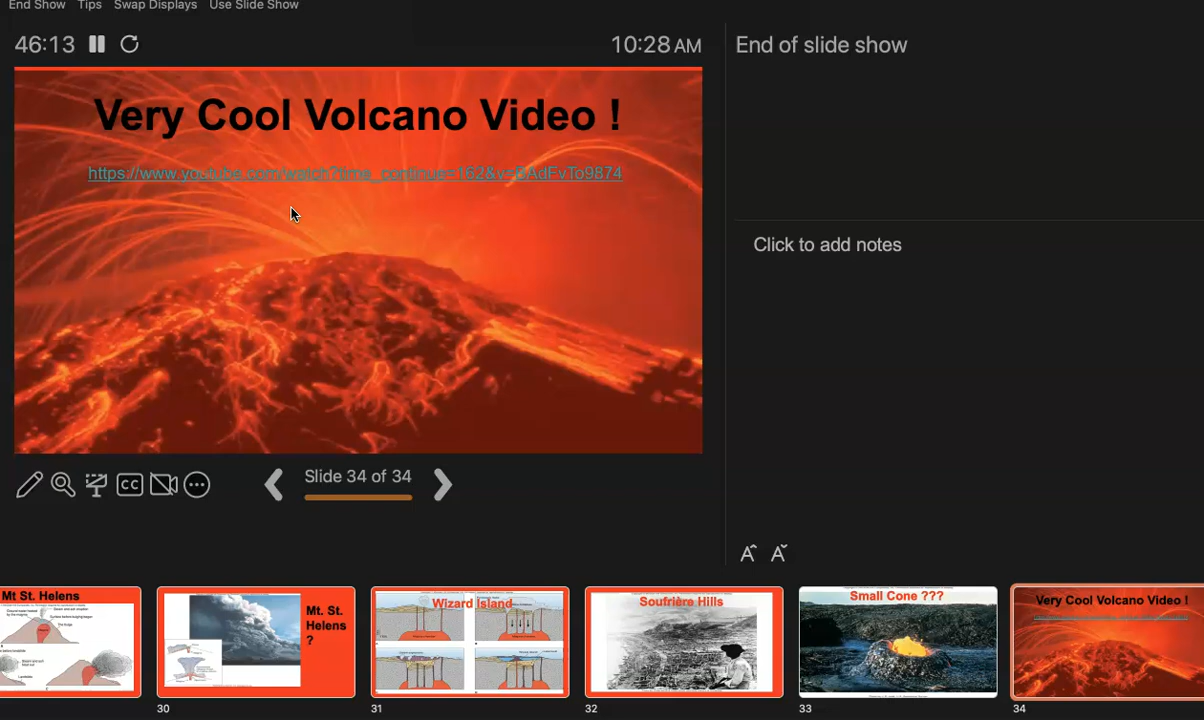 End Show Tips Swap Displays Use Slide Show
46:13
10:28 AM
End of slide show
Very Cool Volcano Video !
https://www.youtube.com/watch?time_continue=162&v=BAdFvTo9874
Click to add notes
CC
Slide 34 of 34
Mt St. Helens
Mt. St.
Helens
?
Wizard Island
Soufrière Hills
Small Cone ???
Very Cool Volcano Video !
30
31
32
33
34